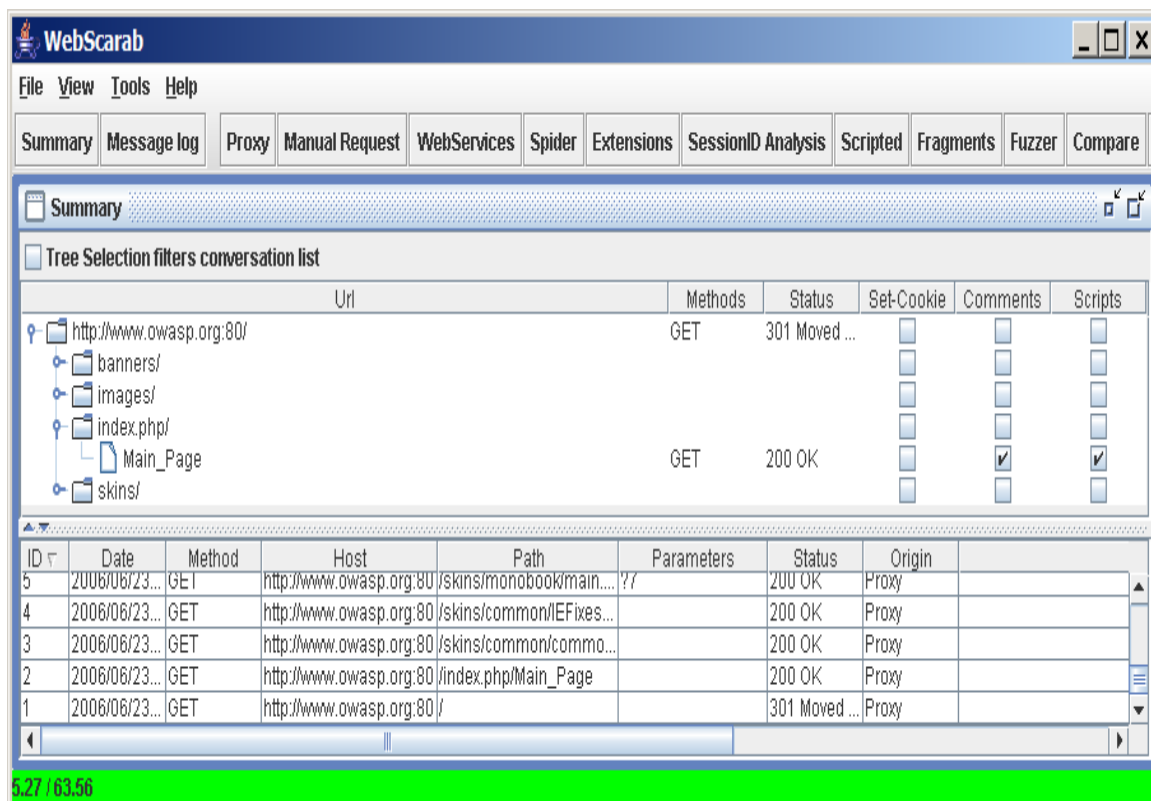 WebScarab
File View Tools Help
Summary Message log Proxy Manual Request WebServices Spider Extensions SessionID Analysis Scripted Fragments Fuzzer Compare
Summary
Tree Selection filters conversation list
Url Methods Status Set-Cookie Comments Scripts
http://www.owasp.org:80/ GET 301 Moved ...
banners/
images/
index.php/
Main_Page GET 200 OK
skins/
ID Date Method Host Path Parameters Status Origin
5 2006/06/23... GET http://www.owasp.org:80 /skins/monobook/main.... ?7 200 OK Proxy
4 2006/06/23... GET http://www.owasp.org:80 /skins/common/IEFixes... 200 OK Proxy
3 2006/06/23... GET http://www.owasp.org:80 /skins/common/commo... 200 OK Proxy
2 2006/06/23... GET http://www.owasp.org:80 /index.php/Main_Page 200 OK Proxy
1 2006/06/23... GET http://www.owasp.org:80 / 301 Moved ... Proxy
5.27 / 63.56